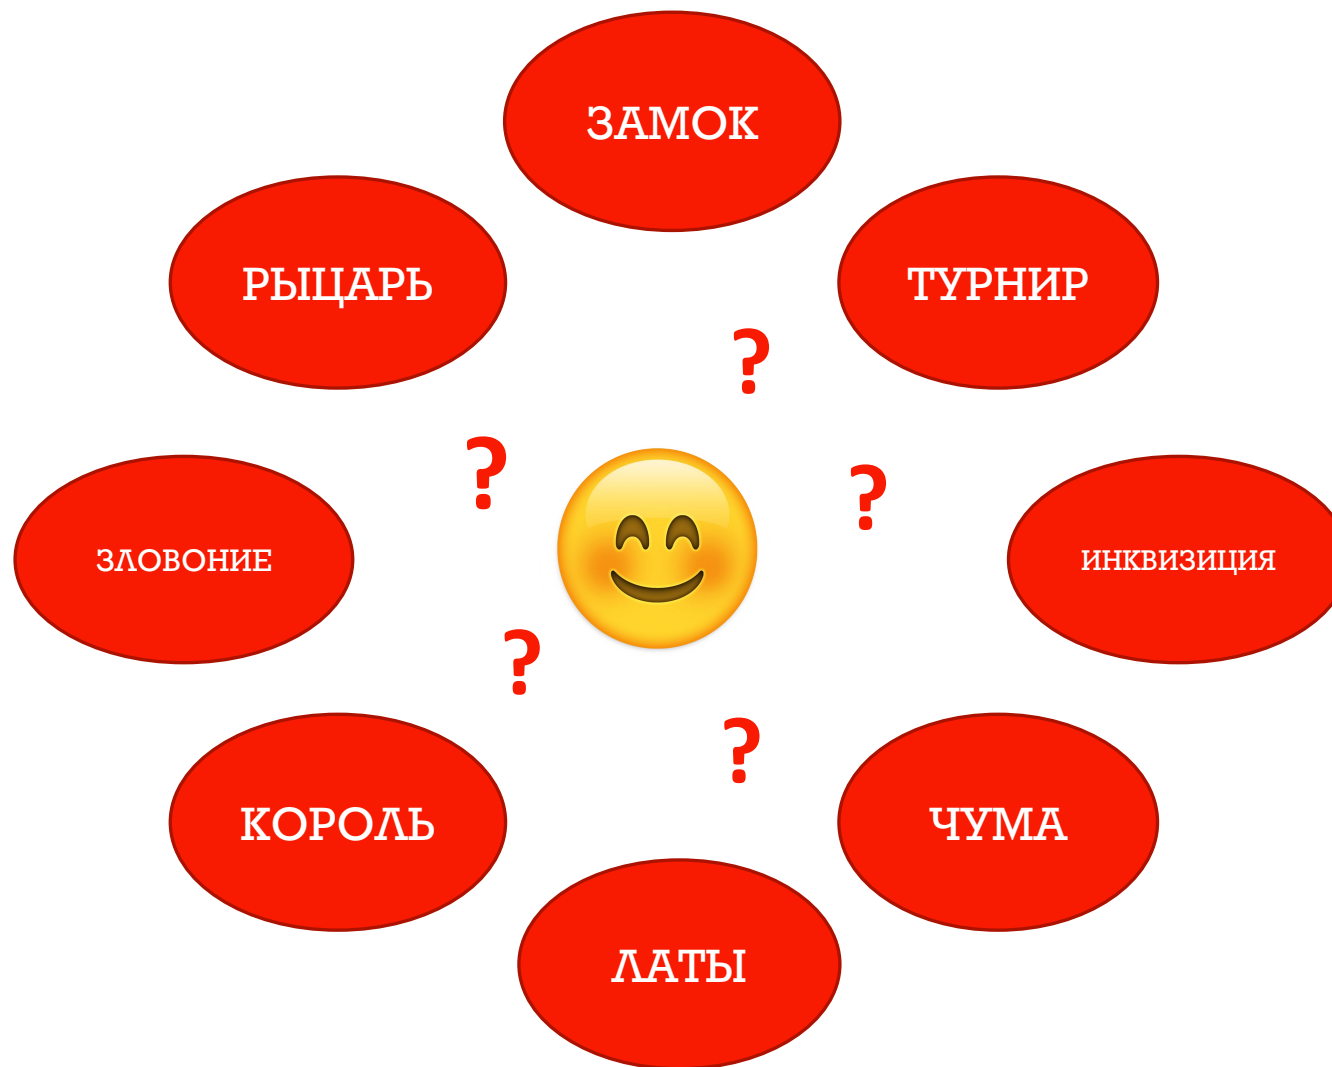 ЗАМОК
РЫЦАРЬ
ТУРНИР
?
?
?
ЗЛОВОНИЕ
ИНКВИЗИЦИЯ
?
?
КОРОЛЬ
ЧУМА
ЛАТЫ